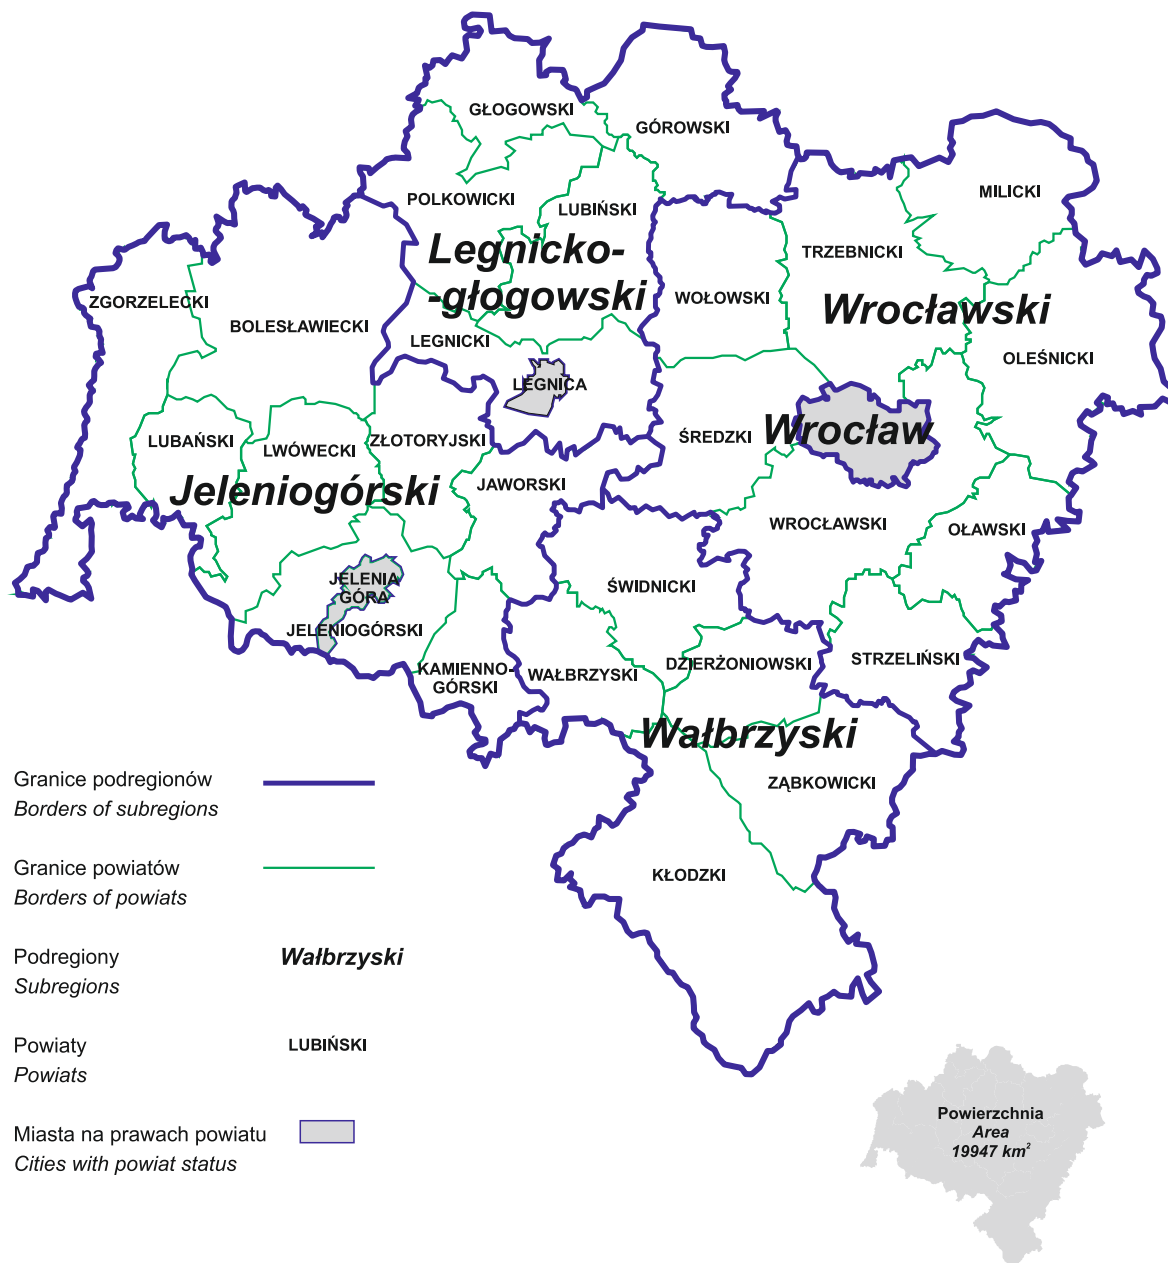 GŁOGOWSKI
GÓROWSKI
MILICKI
POLKOWICKI
LUBIŃSKI
TRZEBNICKI
Legnicko-
-głogowski
ZGORZELECKI
WOŁOWSKI
Wrocławski
BOLESŁAWIECKI
LEGNICKI
OLEŚNICKI
LEGNICA
LUBAŃSKI
LWÓWECKI
ZŁOTORYJSKI
ŚREDZKI
Wrocław
Jeleniogórski
JAWORSKI
WROCŁAWSKI
OŁAWSKI
JELENIA
GÓRA
ŚWIDNICKI
JELENIOGÓRSKI
KAMIENNO-
GÓRSKI
WAŁBRZYSKI
DZIERŻONIOWSKI
STRZELIŃSKI
Wałbrzyski
ZĄBKOWICKI
KŁODZKI
Granice podregionów
Borders of subregions
Granice powiatów
Borders of powiats
Podregiony
Subregions
Wałbrzyski
Powiaty
Powiats
LUBIŃSKI
Miasta na prawach powiatu
Cities with powiat status
Powierzchnia
Area
19947 km²